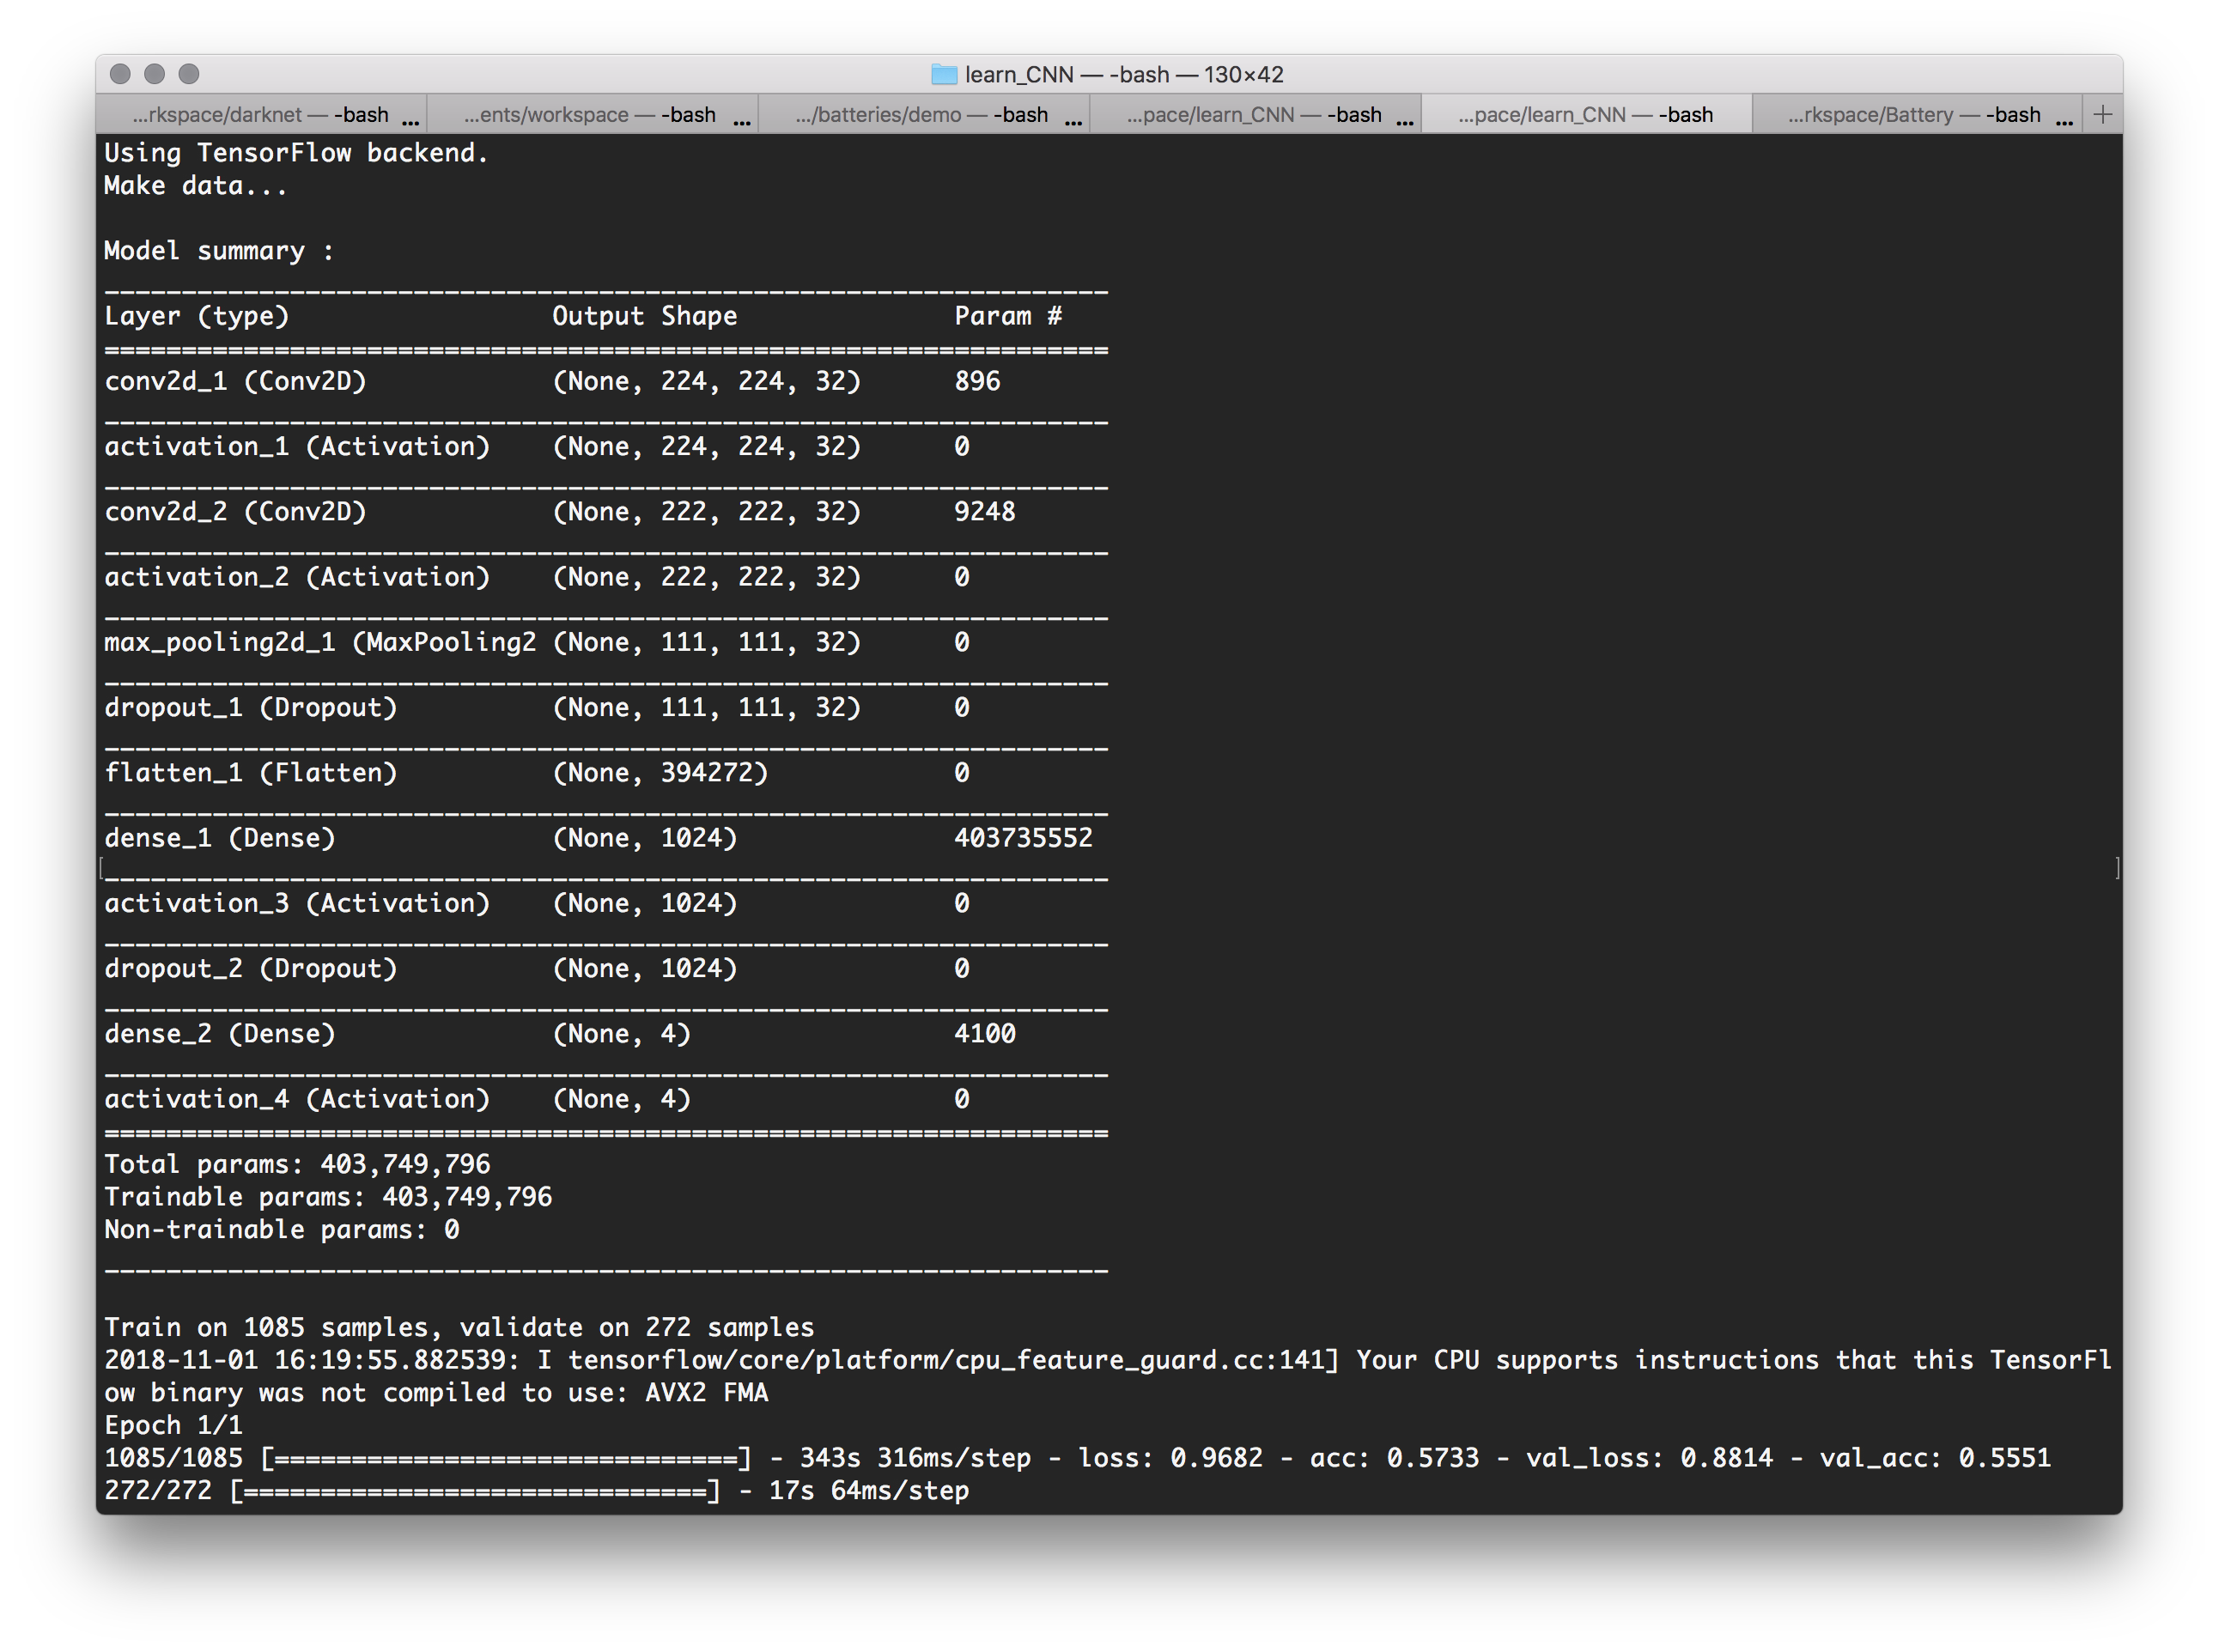 learn_CNN — -bash — 130×42
...rkspace/darknet — -bash ... ...ents/workspace — -bash ... .../batteries/demo — -bash ... ...pace/learn_CNN — -bash ... ...pace/learn_CNN — -bash ...rkspace/Battery — -bash ... +
Using TensorFlow backend.
Make data...
Model summary :
_________________________________________________________________
Layer (type)                 Output Shape              Param #
=================================================================
conv2d_1 (Conv2D)            (None, 224, 224, 32)      896
_________________________________________________________________
activation_1 (Activation)    (None, 224, 224, 32)      0
_________________________________________________________________
conv2d_2 (Conv2D)            (None, 222, 222, 32)      9248
_________________________________________________________________
activation_2 (Activation)    (None, 222, 222, 32)      0
_________________________________________________________________
max_pooling2d_1 (MaxPooling2 (None, 111, 111, 32)      0
_________________________________________________________________
dropout_1 (Dropout)          (None, 111, 111, 32)      0
_________________________________________________________________
flatten_1 (Flatten)          (None, 394272)            0
_________________________________________________________________
dense_1 (Dense)              (None, 1024)              403735552
_________________________________________________________________
activation_3 (Activation)    (None, 1024)              0
_________________________________________________________________
dropout_2 (Dropout)          (None, 1024)              0
_________________________________________________________________
dense_2 (Dense)              (None, 4)                 4100
_________________________________________________________________
activation_4 (Activation)    (None, 4)                 0
=================================================================
Total params: 403,749,796
Trainable params: 403,749,796
Non-trainable params: 0
_________________________________________________________________
Train on 1085 samples, validate on 272 samples
2018-11-01 16:19:55.882539: I tensorflow/core/platform/cpu_feature_guard.cc:141] Your CPU supports instructions that this TensorFl
ow binary was not compiled to use: AVX2 FMA
Epoch 1/1
1085/1085 [==============================] - 343s 316ms/step - loss: 0.9682 - acc: 0.5733 - val_loss: 0.8814 - val_acc: 0.5551
272/272 [==============================] - 17s 64ms/step